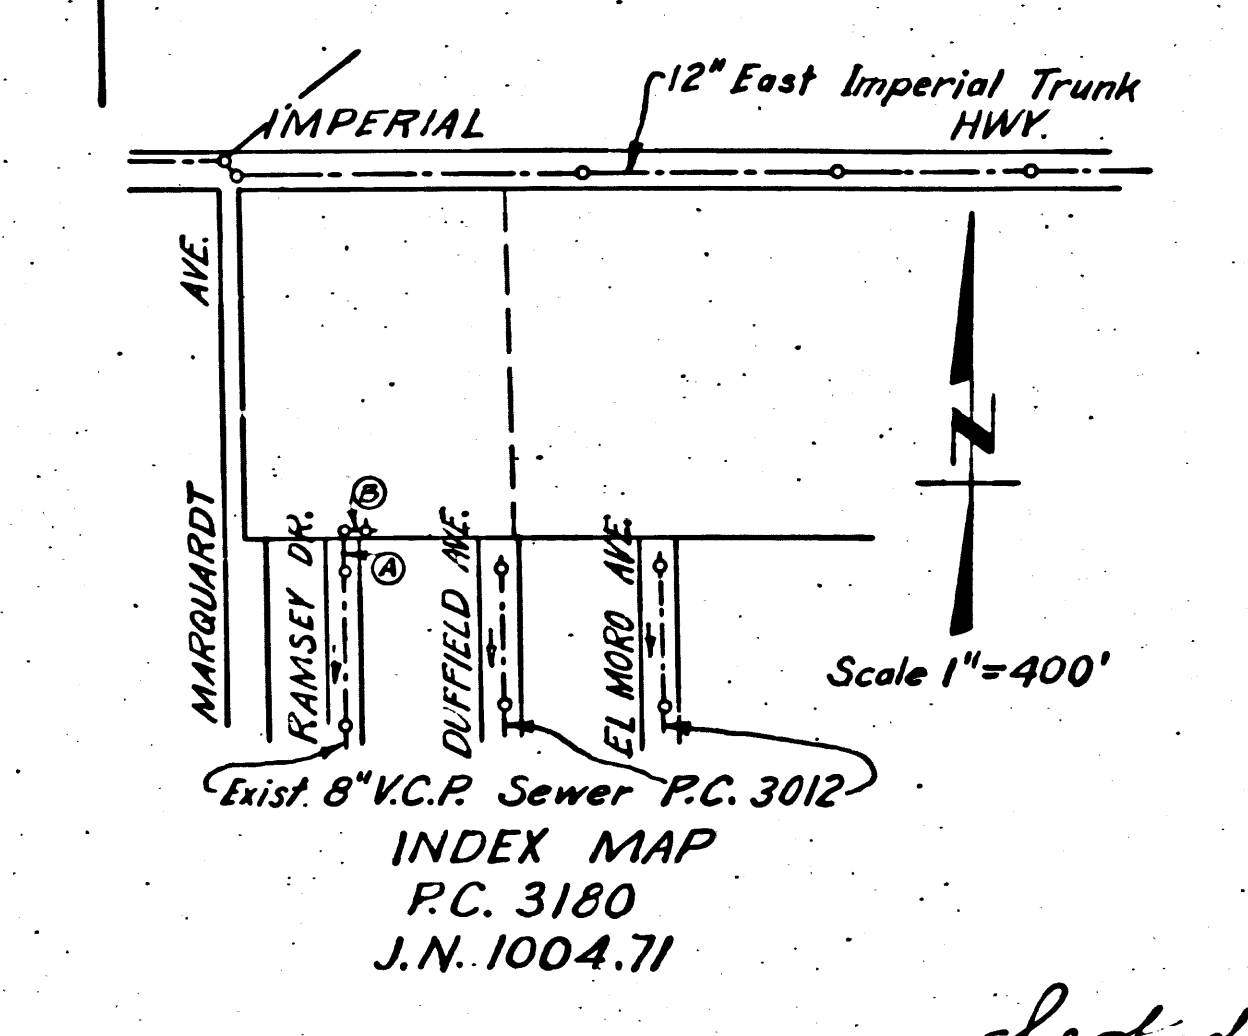 12" East Imperial Trunk
IMPERIAL HWY.
AVE.
MARQUARDT
N
B
A
RAMSEY DR.
DUFFIELD AVE.
EL MORO AVE.
Scale 1"=400'
Exist. 8" V.C.P. Sewer P.C. 3012
INDEX MAP
P.C. 3180
J.N. 1004.71